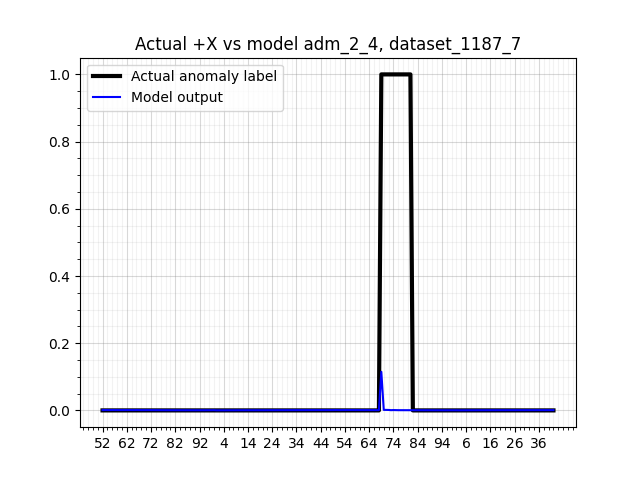 Actual +X vs model adm_2_4, dataset_1187_7
Actual anomaly label
Model output
1.0
0.8
0.6
0.4
0.2
0.0
52 62 72 82 92 4 14 24 34 44 54 64 74 84 94 6 16 26 36